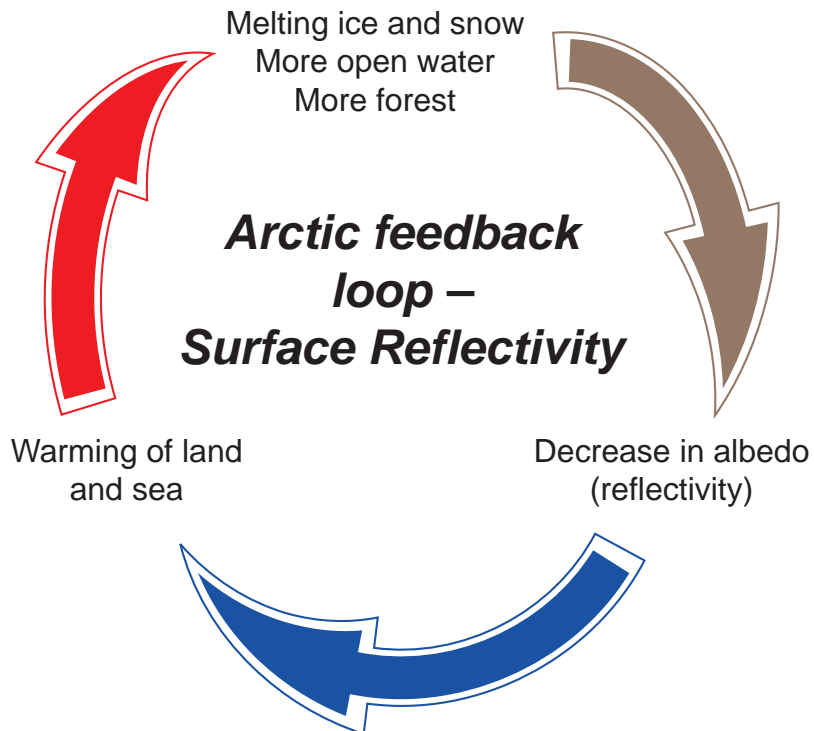 Melting ice and snow
More open water
More forest
Arctic feedback
loop –
Surface Reflectivity
Warming of land
and sea
Decrease in albedo
(reflectivity)